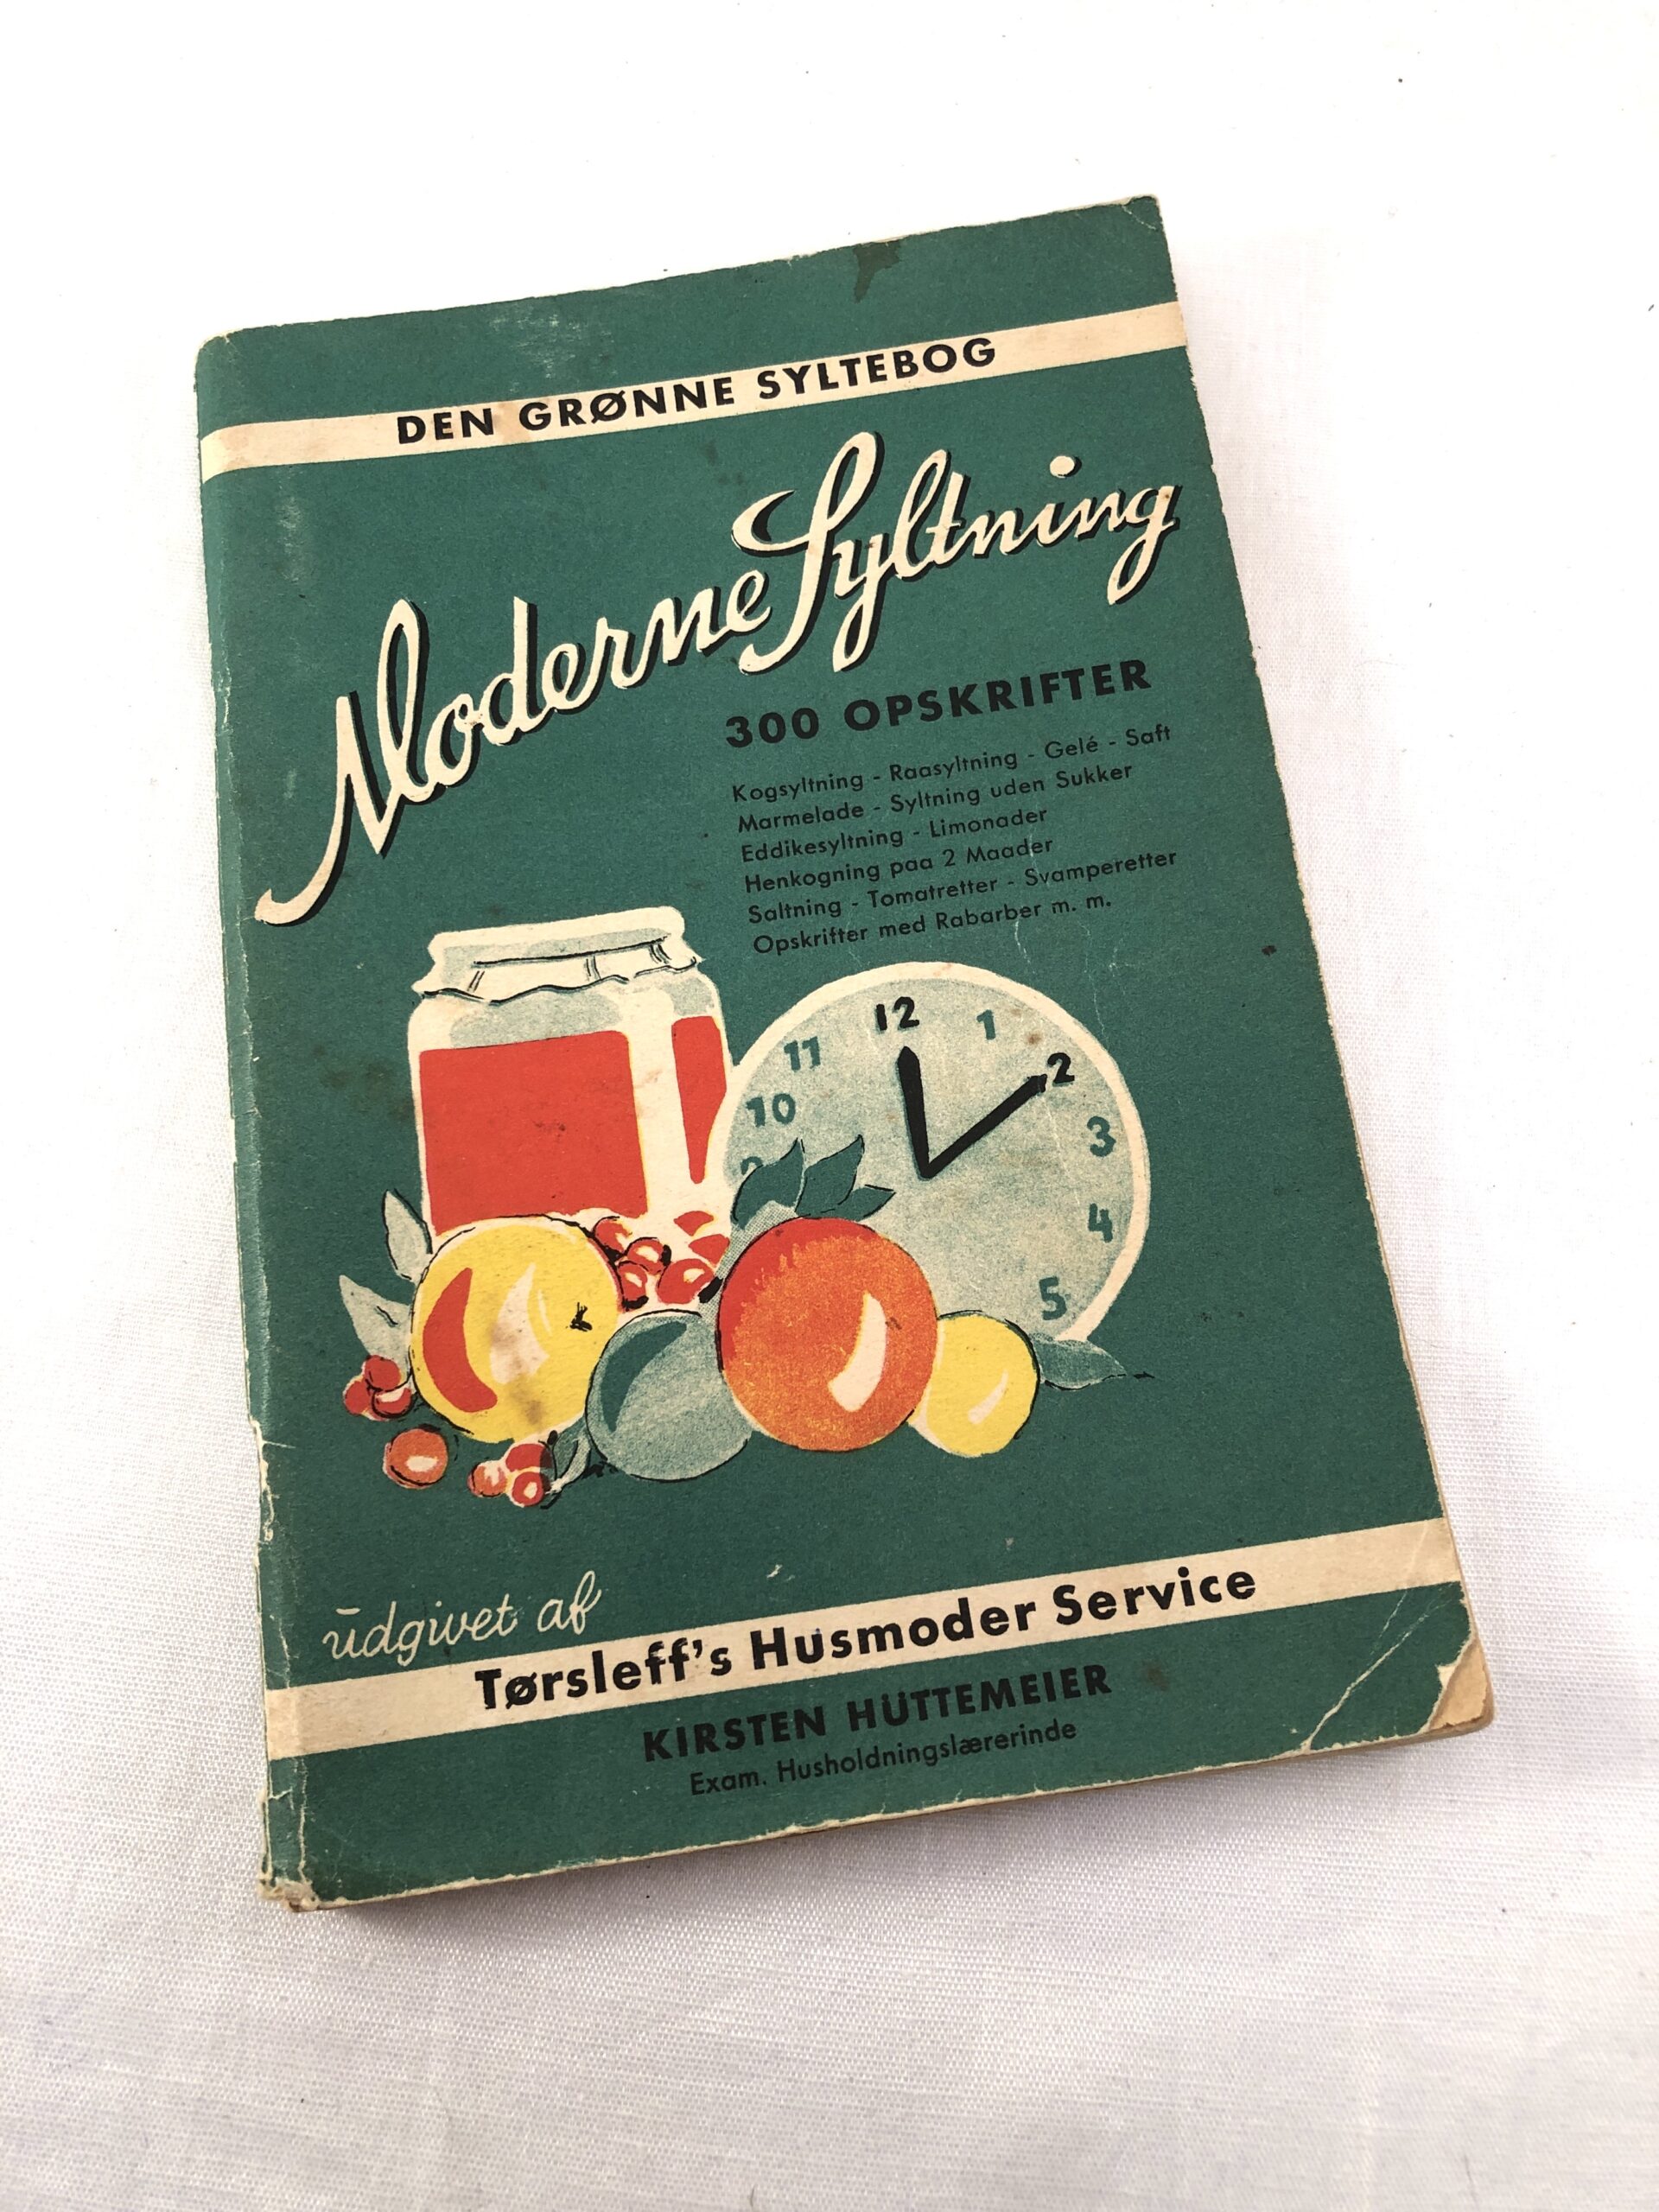 DEN GRØNNE SYLTEBOG
Moderne Syltning
300 OPSKRIFTER
Kogsyltning - Raasyltning - Gelé - Saft
Marmelade - Syltning uden Sukker
Eddikesyltning - Limonader
Henkogning paa 2 Maader
Saltning - Tomatretter - Svamperetter
Opskrifter med Rabarber m. m.
12
11 1
10 2
9 3
4
5
udgivet af
Tørsleff's Husmoder Service
KIRSTEN HÜTTEMEIER
Exam. Husholdningslærerinde